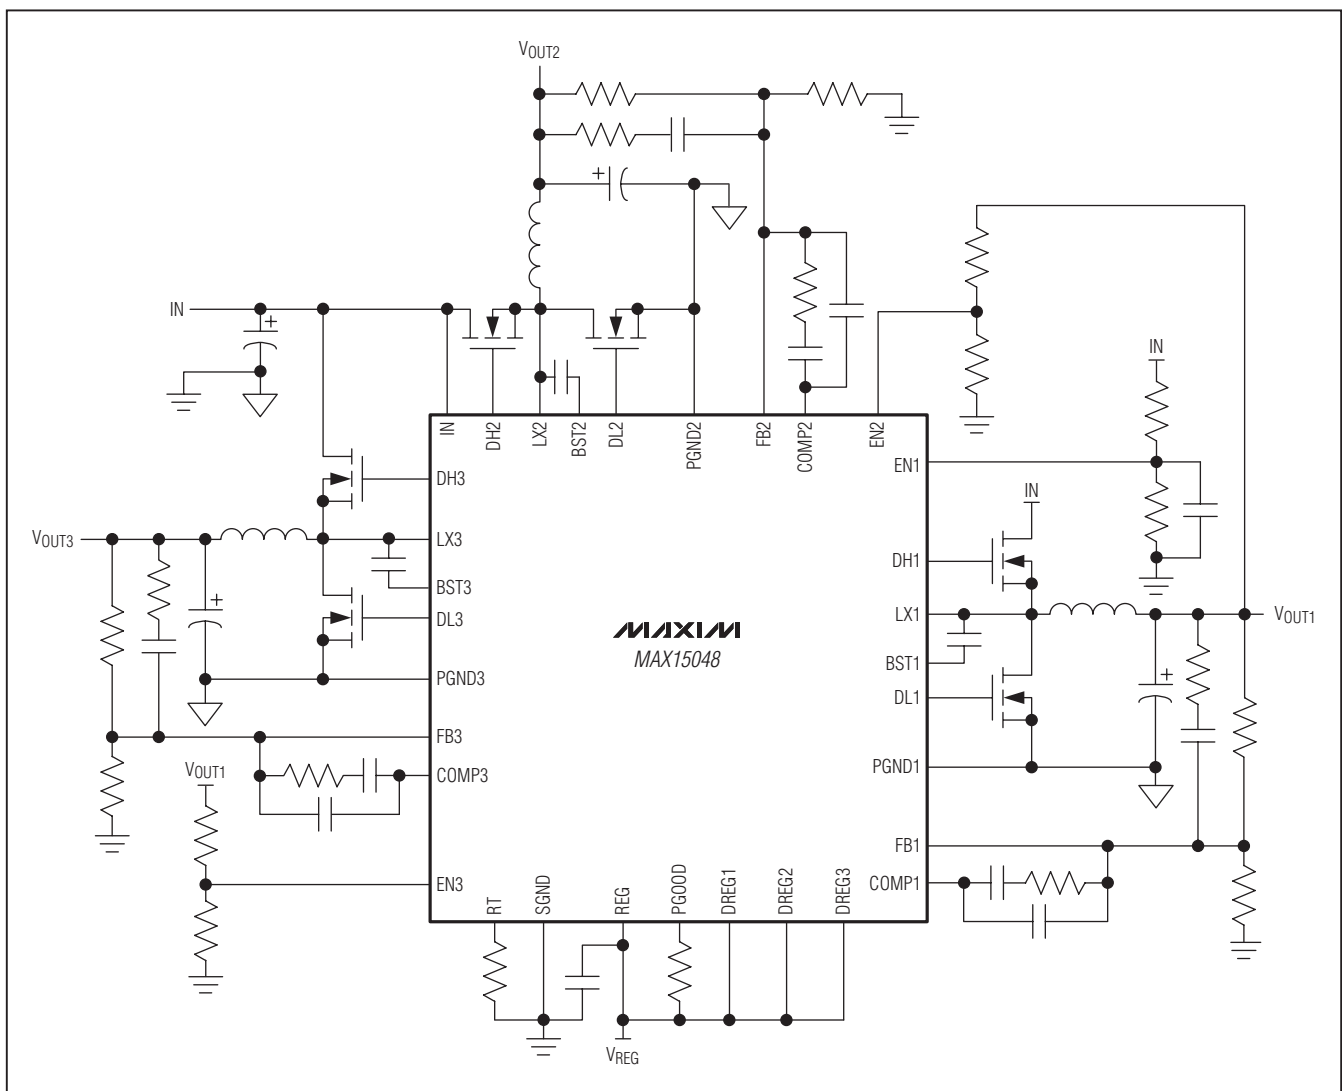 VOUT2
IN
IN
DH2
LX2
BST2
DL2
PGND2
FB2
COMP2
EN2
IN
EN1
IN
DH3
VOUT3
LX3
DH1
BST3
LX1
VOUT1
DL3
MAXIM
MAX15048
BST1
PGND3
DL1
FB3
VOUT1
COMP3
PGND1
FB1
EN3
COMP1
RT
SGND
REG
PGOOD
DREG1
DREG2
DREG3
VREG
+
+
+
+